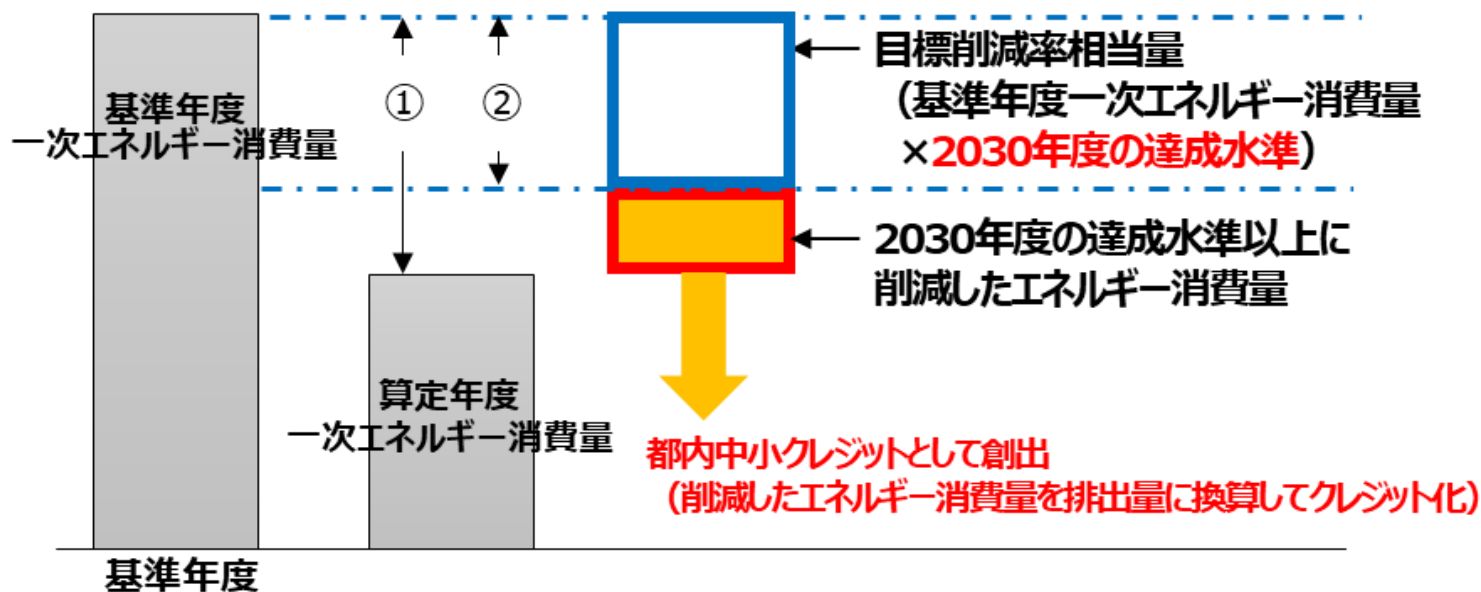 基準年度
一次エネルギー消費量
①
②
目標削減率相当量
（基準年度一次エネルギー消費量
×2030年度の達成水準）
2030年度の達成水準以上に
削減したエネルギー消費量
算定年度
一次エネルギー消費量
都内中小クレジットとして創出
（削減したエネルギー消費量を排出量に換算してクレジット化）
基準年度